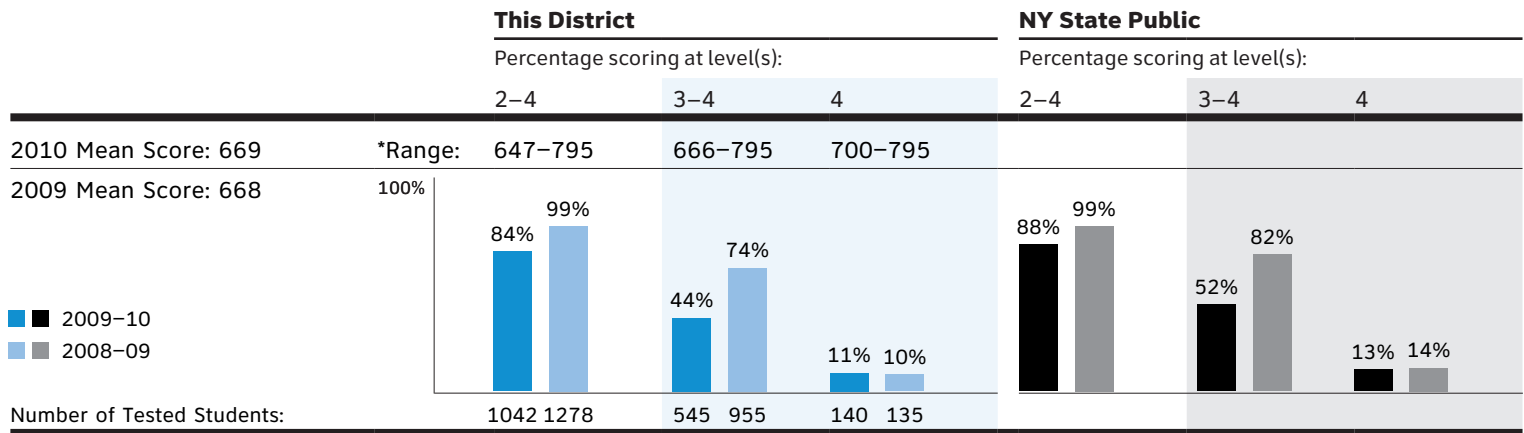 This District NY State Public
Percentage scoring at level(s): Percentage scoring at level(s):
2–4 3–4 4 2–4 3–4 4
2010 Mean Score: 669 *Range: 647–795 666–795 700–795
2009 Mean Score: 668 100%
84% 99% 44% 74% 11% 10% 88% 99% 52% 82% 13% 14%
2009–10
2008–09
Number of Tested Students: 1042 1278 545 955 140 135